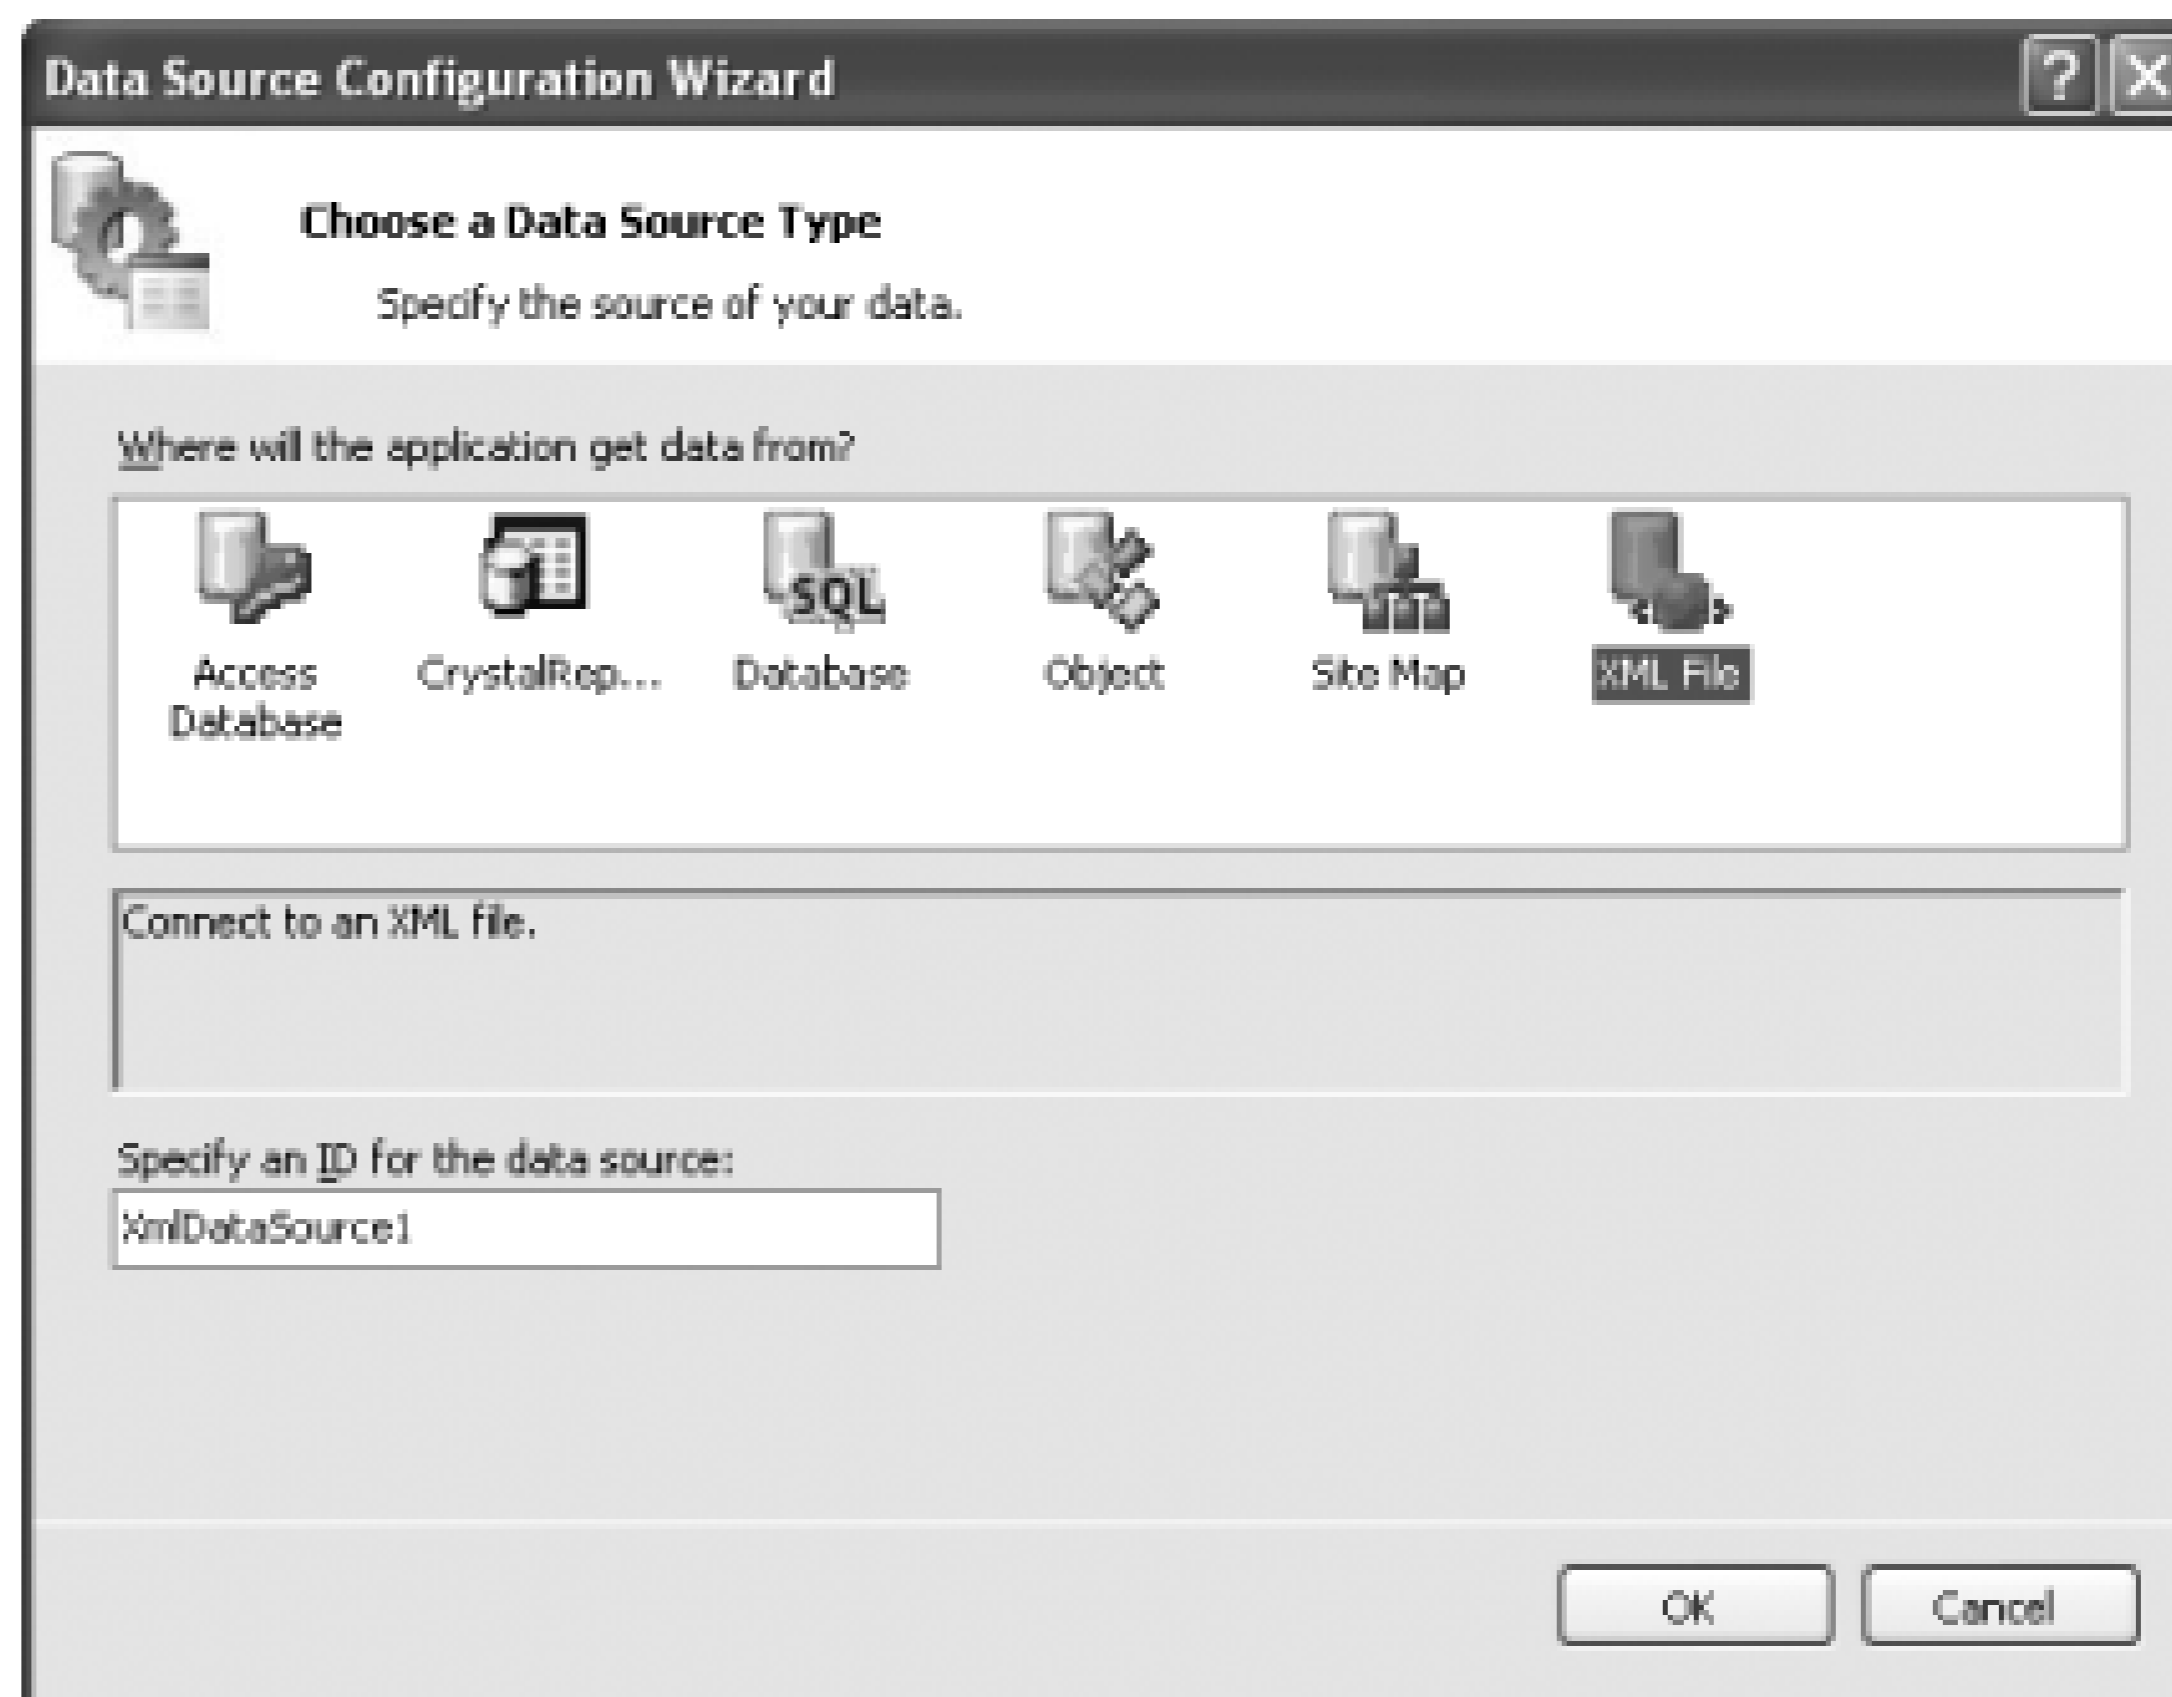 Data Source Configuration Wizard
Choose a Data Source Type
Specify the source of your data.
Where will the application get data from?
SQL
Access Database
CrystalRep...
Database
Object
Site Map
XML File
Connect to an XML file.
Specify an ID for the data source:
XmlDataSource1
OK
Cancel